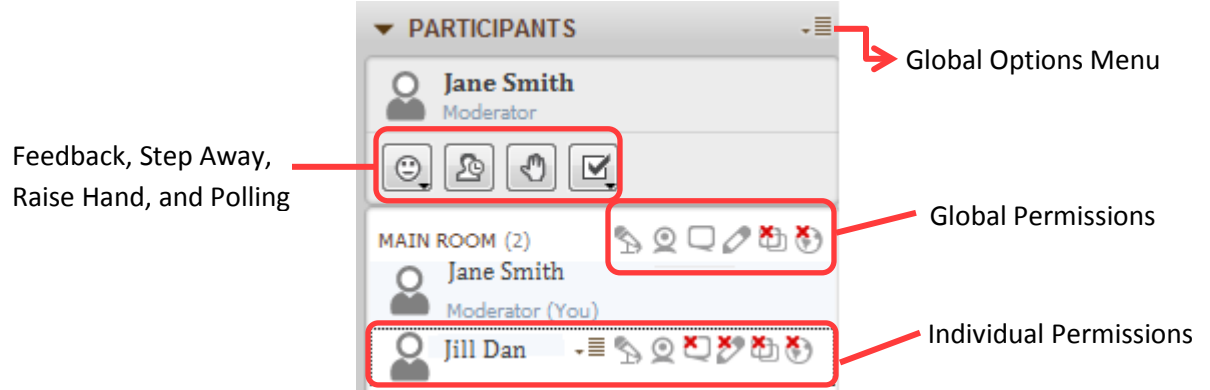 PARTICIPANTS
Global Options Menu
Jane Smith
Moderator
Feedback, Step Away,
Raise Hand, and Polling
Global Permissions
MAIN ROOM (2)
Jane Smith
Moderator (You)
Individual Permissions
Jill Dan